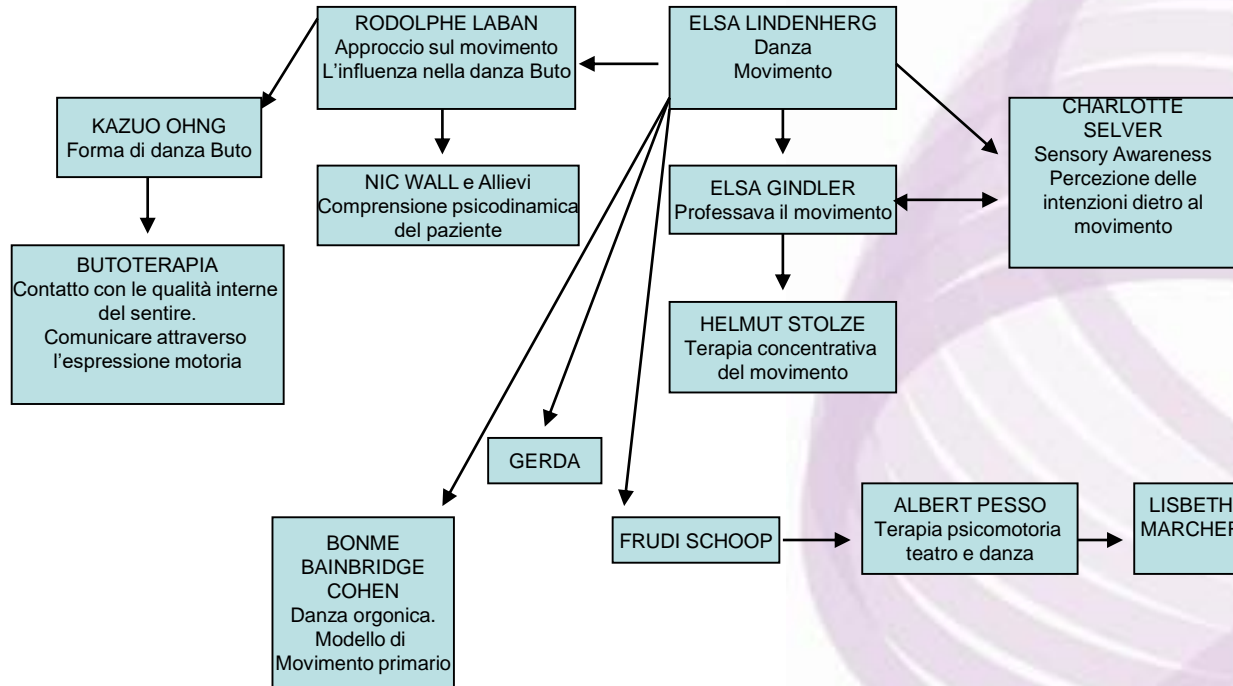 RODOLPHE LABAN
Approccio sul movimento
L'influenza nella danza Buto
ELSA LINDENHERG
Danza
Movimento
KAZUO OHNG
Forma di danza Buto
CHARLOTTE
SELVER
Sensory Awareness
Percezione delle
intenzioni dietro al
movimento
NIC WALL e Allievi
Comprensione psicodinamica
del paziente
ELSA GINDLER
Professava il movimento
BUTOTERAPIA
Contatto con le qualità interne
del sentire.
Comunicare attraverso
l'espressione motoria
HELMUT STOLZE
Terapia concentrativa
del movimento
GERDA
BONME
BAINBRIDGE
COHEN
Danza orgonica.
Modello di
Movimento primario
FRUDI SCHOOP
ALBERT PESSO
Terapia psicomotoria
teatro e danza
LISBETH
MARCHER